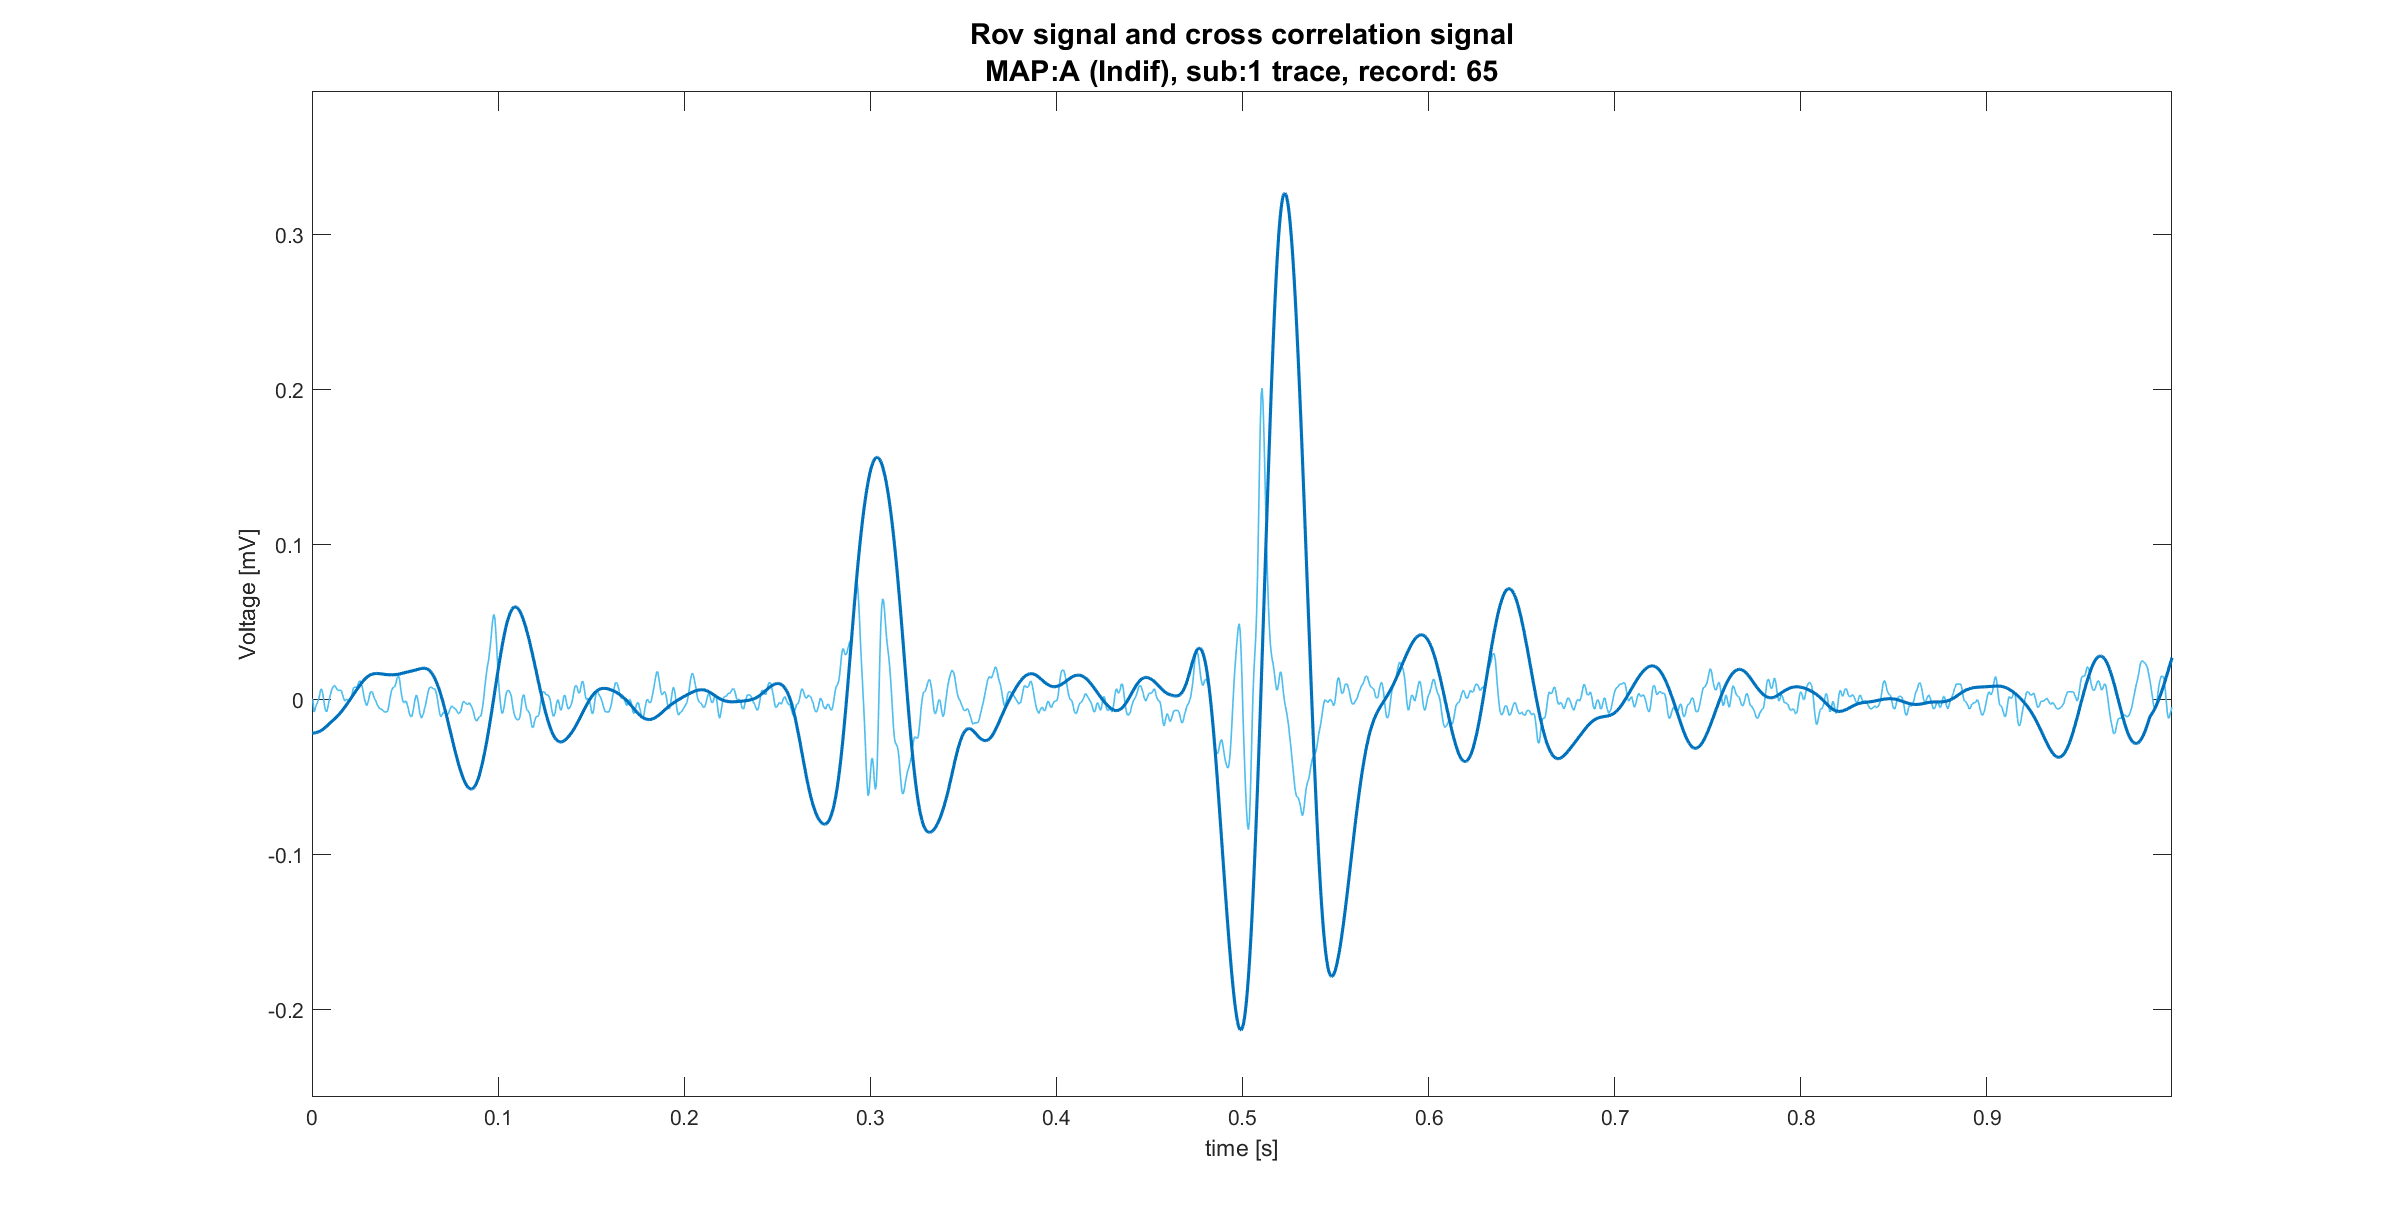 Rov signal and cross correlation signal
MAP:A (Indif), sub:1 trace, record: 65
Voltage [mV]
0.3
0.2
0.1
0
-0.1
-0.2
0 0.1 0.2 0.3 0.4 0.5 0.6 0.7 0.8 0.9
time [s]